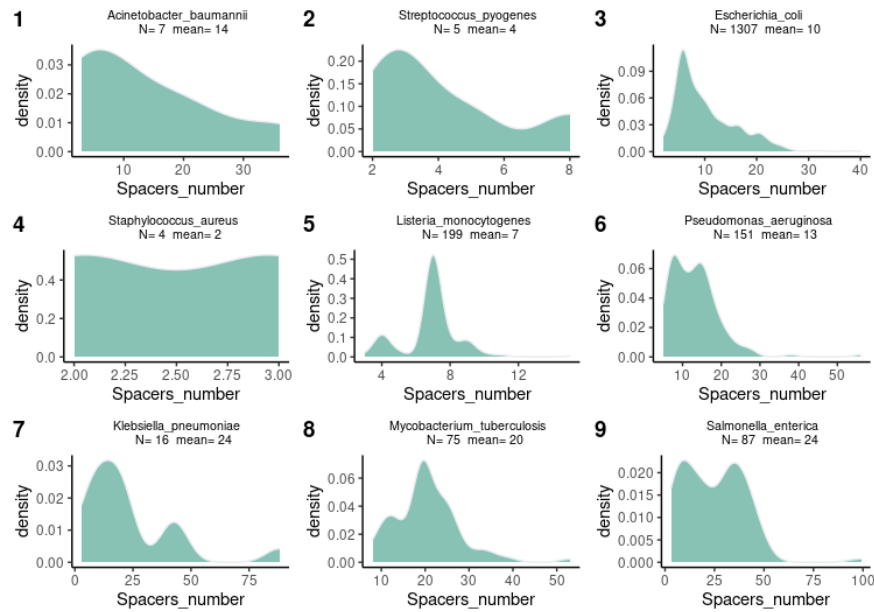 1
Acinetobacter_baumannii
N= 7 mean= 14
density
0.03
0.02
0.01
0.00
10 20 30
Spacers_number
2
Streptococcus_pyogenes
N= 5 mean= 4
density
0.20
0.15
0.10
0.05
0.00
2 4 6 8
Spacers_number
3
Escherichia_coli
N= 1307 mean= 10
density
0.09
0.06
0.03
0.00
10 20 30 40
Spacers_number
4
Staphylococcus_aureus
N= 4 mean= 2
density
0.4
0.2
0.0
2.00 2.25 2.50 2.75 3.00
Spacers_number
5
Listeria_monocytogenes
N= 199 mean= 7
density
0.5
0.4
0.3
0.2
0.1
0.0
4 8 12
Spacers_number
6
Pseudomonas_aeruginosa
N= 151 mean= 13
density
0.06
0.04
0.02
0.00
10 20 30 40 50
Spacers_number
7
Klebsiella_pneumoniae
N= 16 mean= 24
density
0.03
0.02
0.01
0.00
0 25 50 75
Spacers_number
8
Mycobacterium_tuberculosis
N= 75 mean= 20
density
0.06
0.04
0.02
0.00
10 20 30 40 50
Spacers_number
9
Salmonella_enterica
N= 87 mean= 24
density
0.020
0.015
0.010
0.005
0.000
0 25 50 75 100
Spacers_number